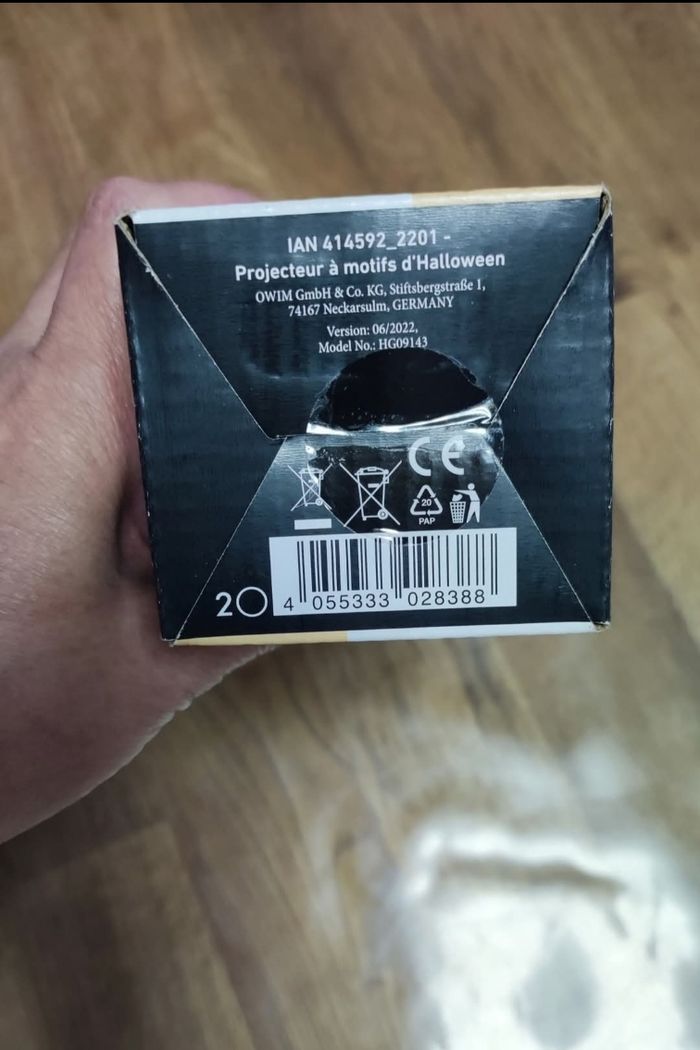 IAN 414592_2201 -
Projecteur à motifs d'Halloween
OWIM GmbH & Co. KG, Stiftsbergstraße 1,
74167 Neckarsulm, GERMANY
Version: 06/2022,
Model No.: HG09143
CE
20
PAP
20
4 055333 028388